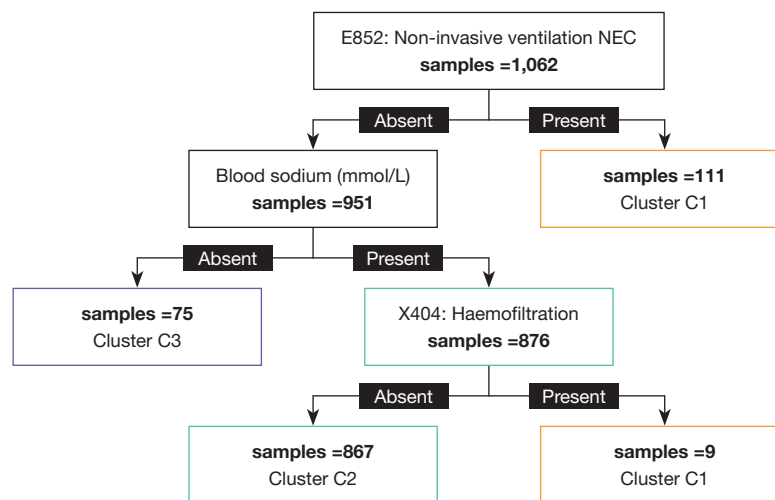 E852: Non-invasive ventilation NEC
samples =1,062
Absent
Present
Blood sodium (mmol/L)
samples =951
samples =111
Cluster C1
Absent
Present
samples =75
Cluster C3
X404: Haemofiltration
samples =876
Absent
Present
samples =867
Cluster C2
samples =9
Cluster C1